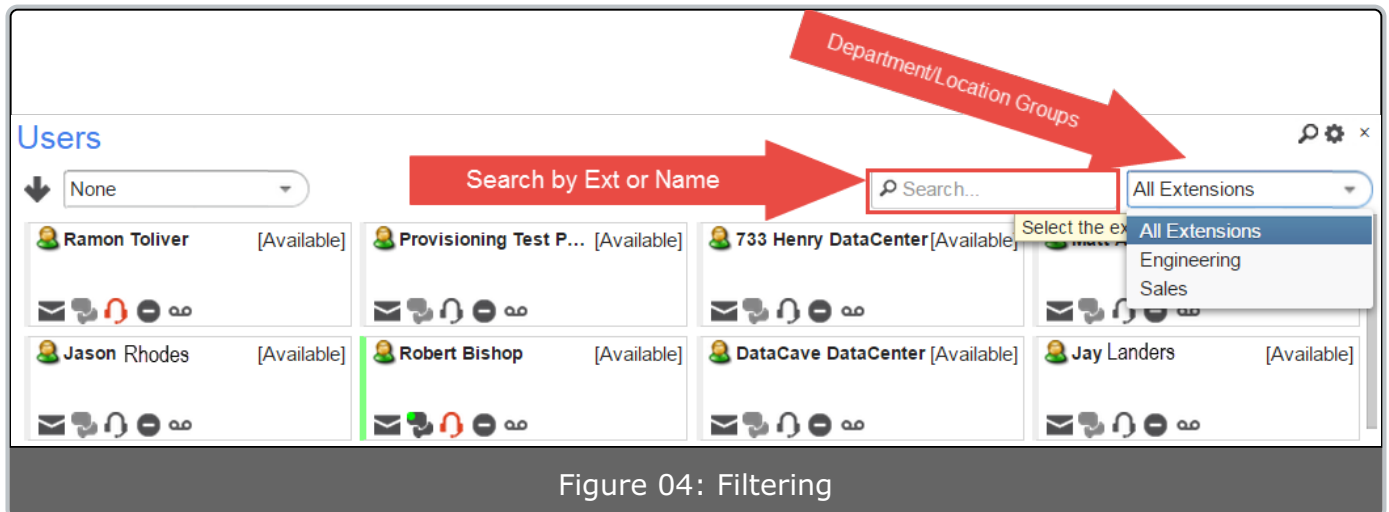 Department/Location Groups
Users
×
None
Search by Ext or Name
Search...
All Extensions
Ramon Toliver [Available]
Provisioning Test P... [Available]
733 Henry DataCenter [Available]
Select the ex
All Extensions
Engineering
Sales
Jason Rhodes [Available]
Robert Bishop [Available]
DataCave DataCenter [Available]
Jay Landers [Available]
Figure 04: Filtering